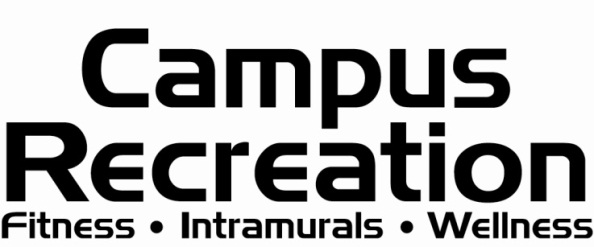 Campus
Recreation
Fitness • Intramurals • Wellness